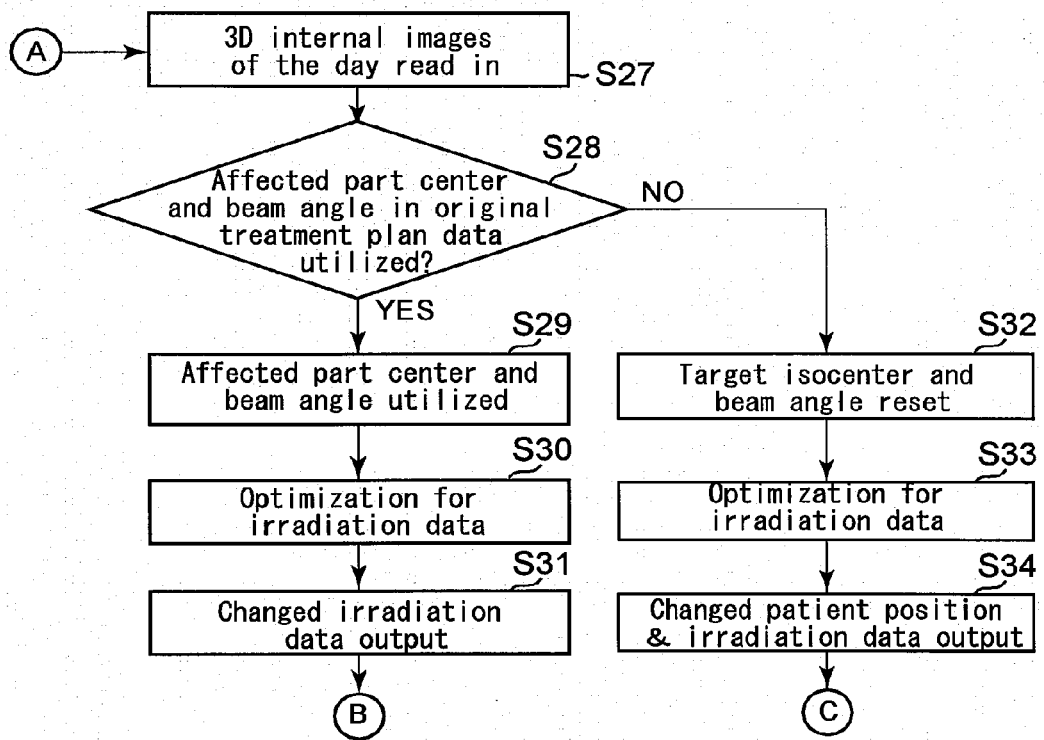 A
3D internal images
of the day read in
S27
S28
Affected part center
and beam angle in original
treatment plan data
utilized?
NO
YES
S29
Affected part center and
beam angle utilized
S30
Optimization for
irradiation data
S31
Changed irradiation
data output
B
S32
Target isocenter and
beam angle reset
S33
Optimization for
irradiation data
S34
Changed patient position
& irradiation data output
C